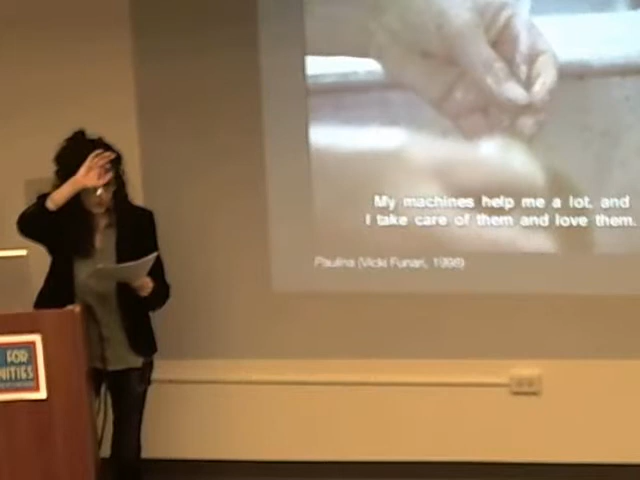 My machines help me a lot, and
I take care of them and love them.
Paulina (Vicki Funari, 1998)
FOR
NITIES